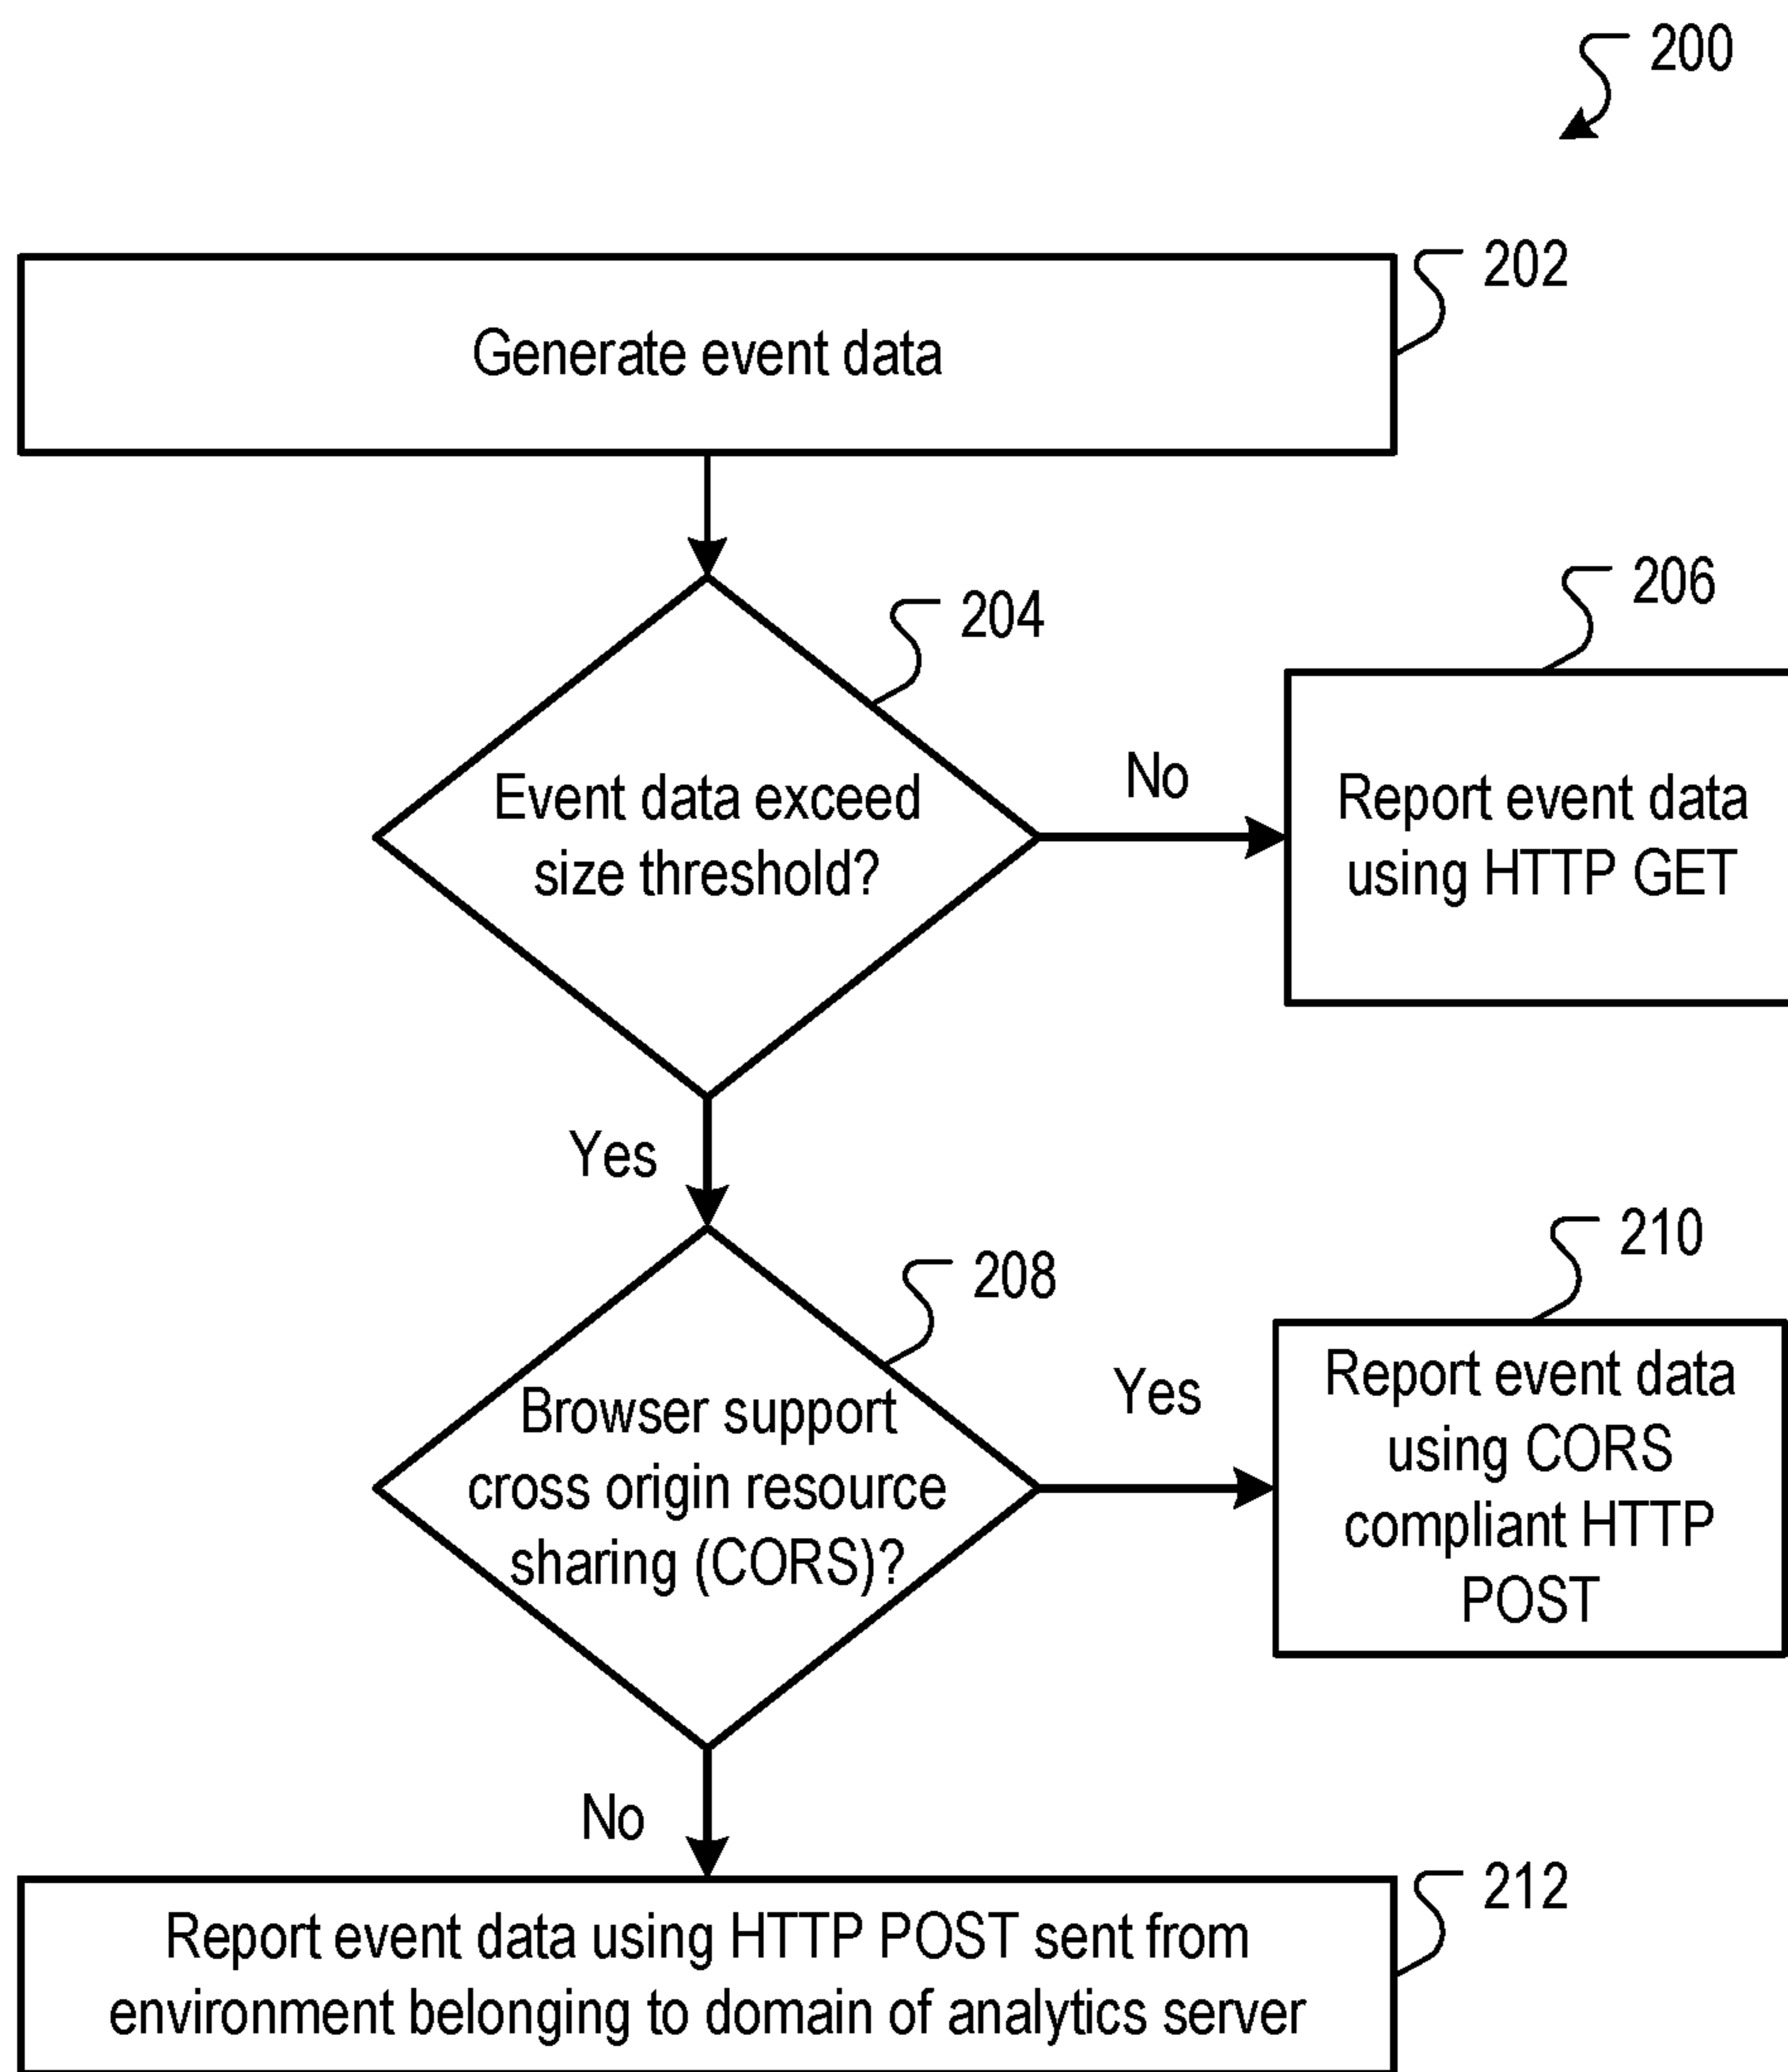 200
202
Generate event data
204
206
Event data exceed
size threshold?
No
Report event data
using HTTP GET
Yes
208
210
Browser support
cross origin resource
sharing (CORS)?
Yes
Report event data
using CORS
compliant HTTP
POST
No
212
Report event data using HTTP POST sent from
environment belonging to domain of analytics server